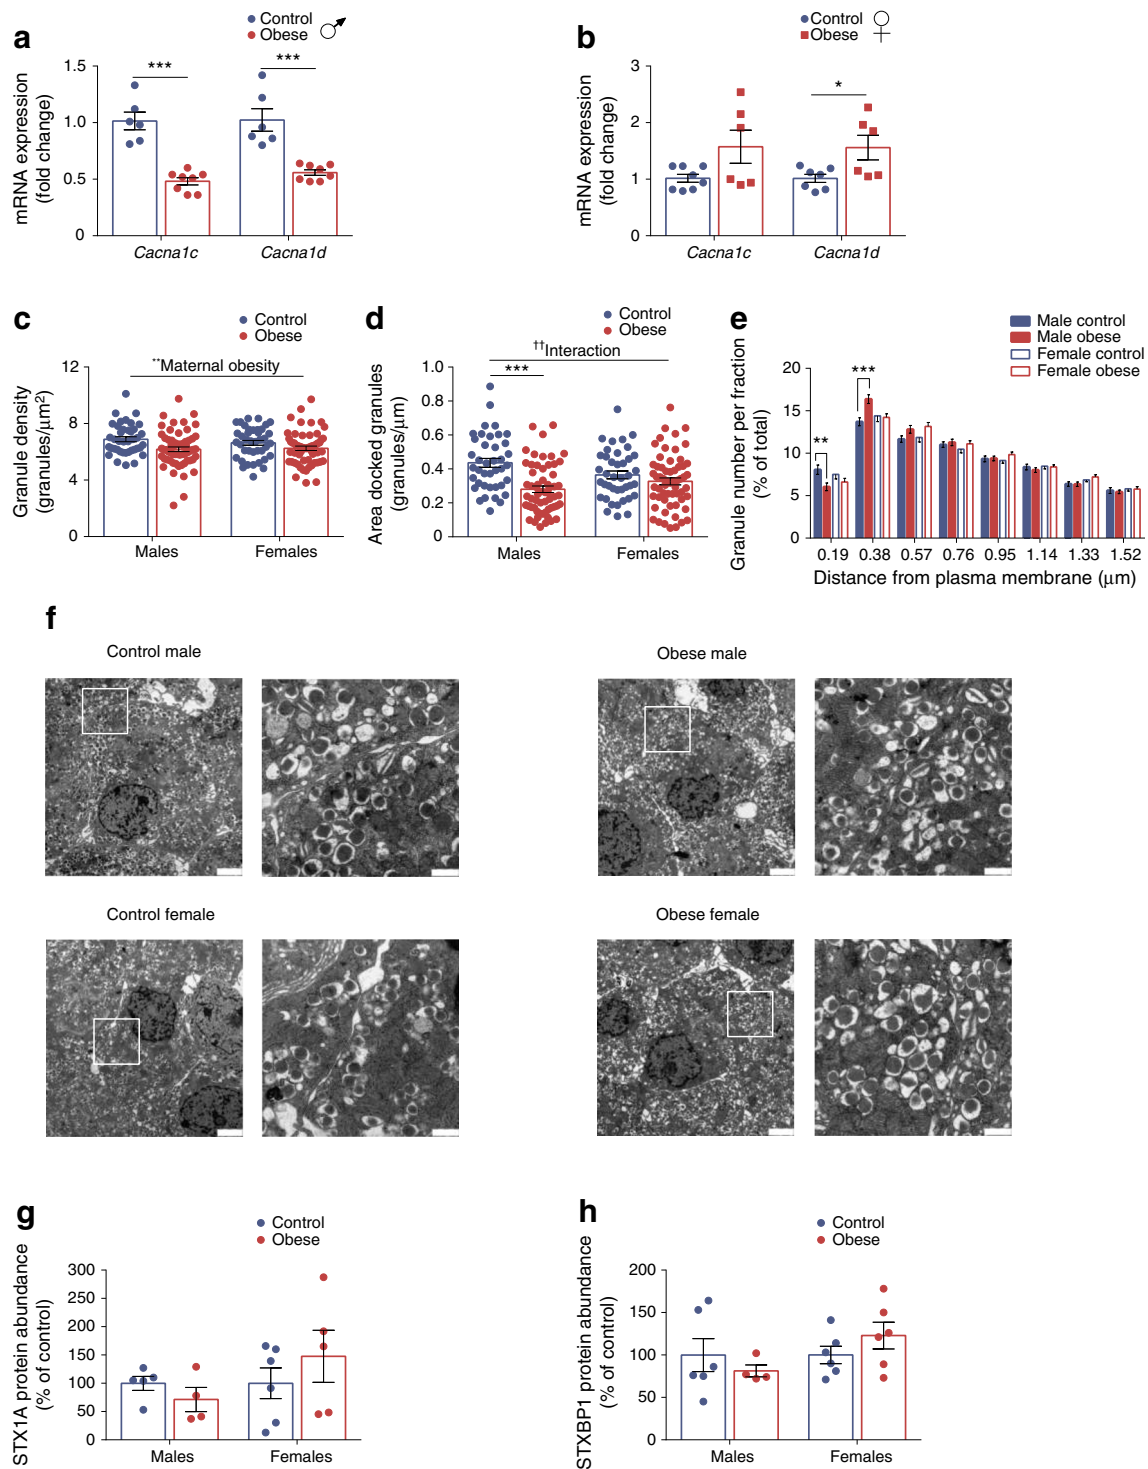 a
Control
Obese
mRNA expression
(fold change)
1.5
1.0
0.5
0
***
***
Cacna1c
Cacna1d
b
Control
Obese
mRNA expression
(fold change)
3
2
1
0
*
Cacna1c
Cacna1d
c
Control
Obese
Granule density
(granules/μm²)
12
8
4
0
**Maternal obesity
Males
Females
d
Control
Obese
Area docked granules
(granules/μm)
1.0
0.8
0.6
0.4
0.2
0
††Interaction
***
Males
Females
e
Male control
Male obese
Female control
Female obese
Granule number per fraction
(% of total)
20
15
10
5
0
**
***
0.19 0.38 0.57 0.76 0.95 1.14 1.33 1.52
Distance from plasma membrane (μm)
f
Control male
Obese male
Control female
Obese female
g
Control
Obese
STX1A protein abundance
(% of control)
300
250
200
150
100
50
0
Males
Females
h
Control
Obese
STXBP1 protein abundance
(% of control)
200
150
100
50
0
Males
Females